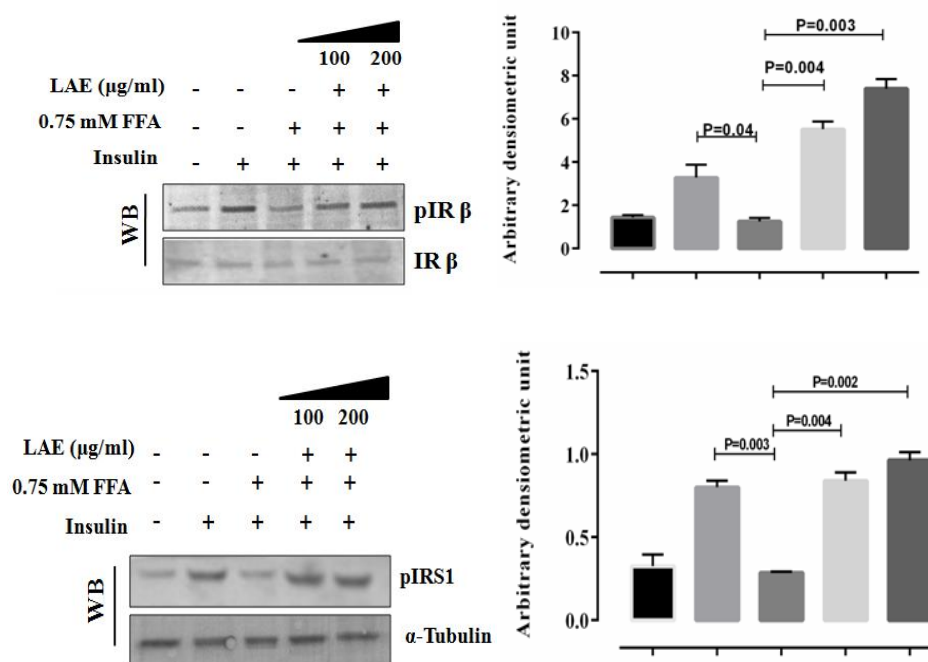 100 200
LAE (µg/ml) - - - + +
0.75 mM FFA - - + + +
Insulin - + + + +
WB
pIR β
IR β
Arbitrary densiometric unit
10
8
6
4
2
0
P=0.04
P=0.004
P=0.003
100 200
LAE (µg/ml) - - - + +
0.75 mM FFA - - + + +
Insulin - + + + +
WB
pIRS1
α-Tubulin
Arbitrary densiometric unit
1.5
1.0
0.5
0.0
P=0.003
P=0.004
P=0.002